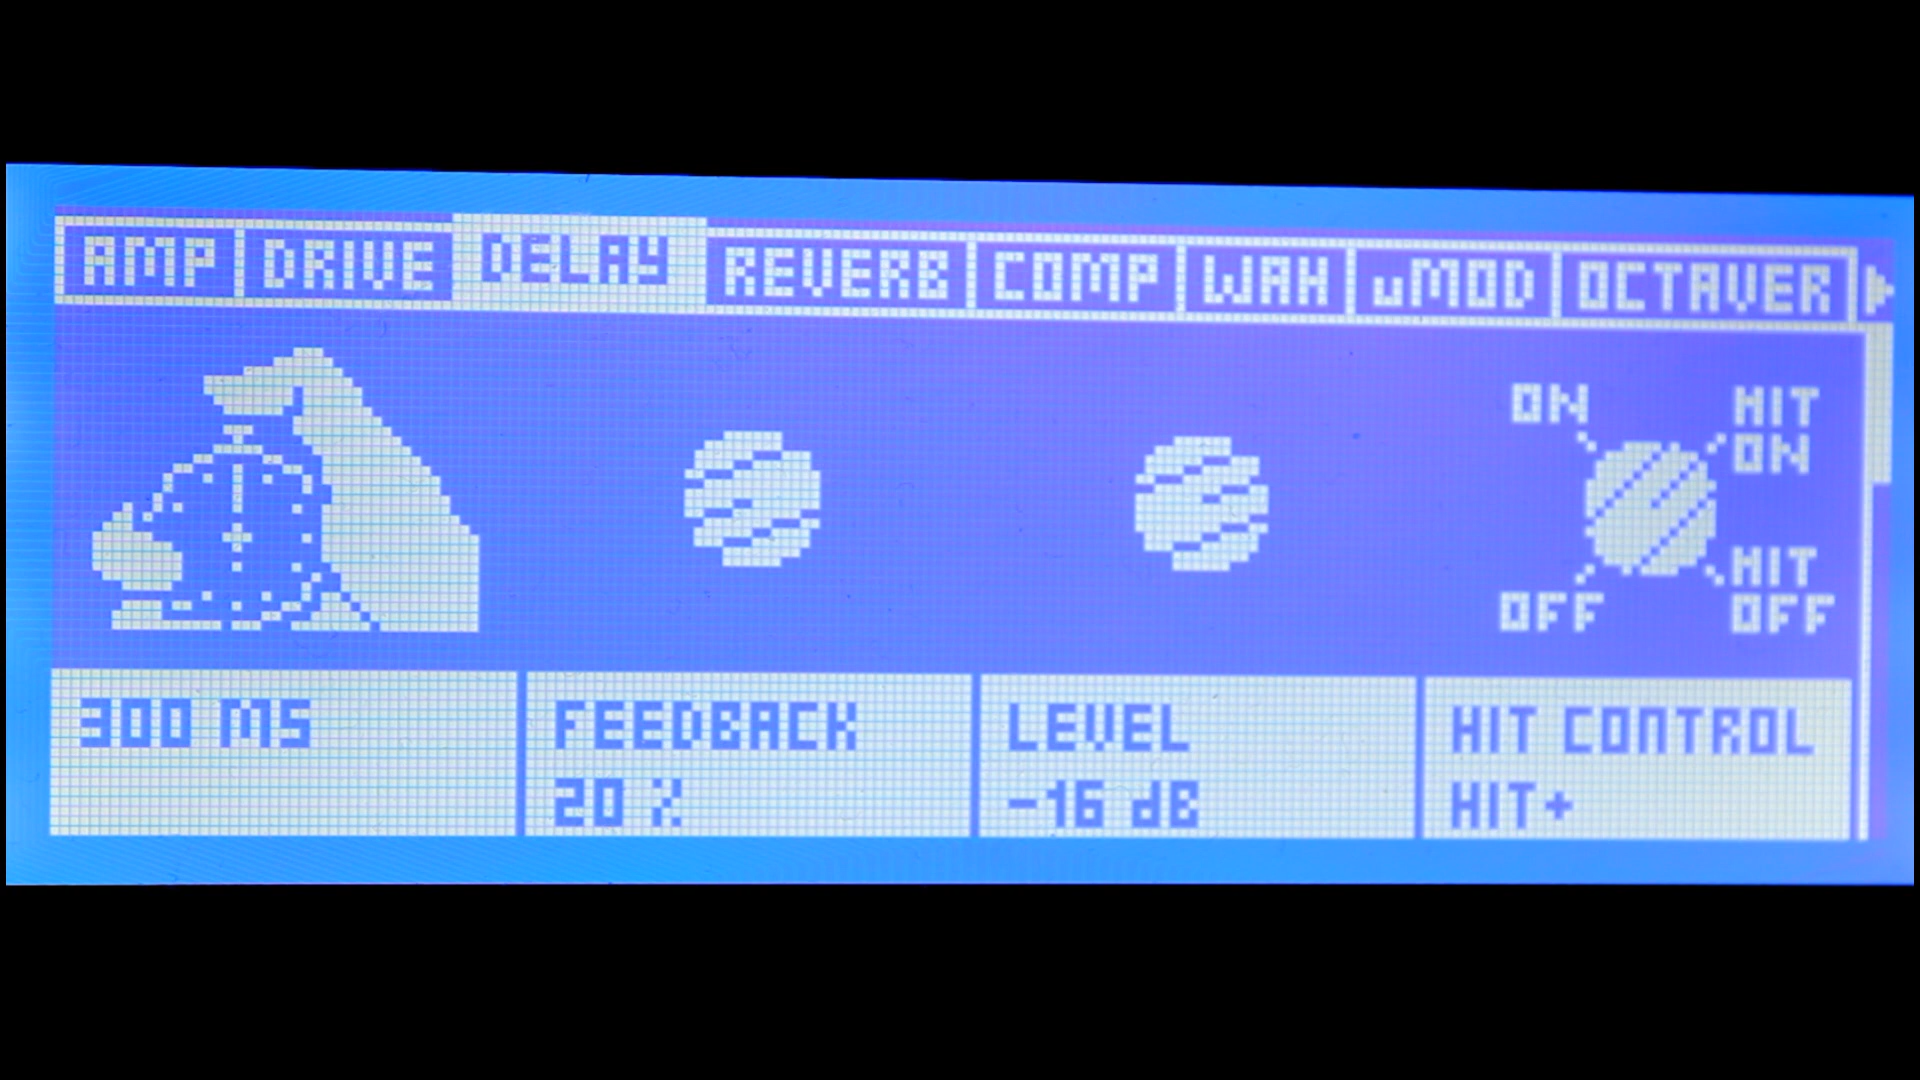 AMP DRIVE DELAY REVERB COMP WAH uMOD OCTAVER
ON
HIT
ON
OFF
HIT
OFF
300 MS
FEEDBACK
20 %
LEVEL
-16 dB
HIT CONTROL
HIT+